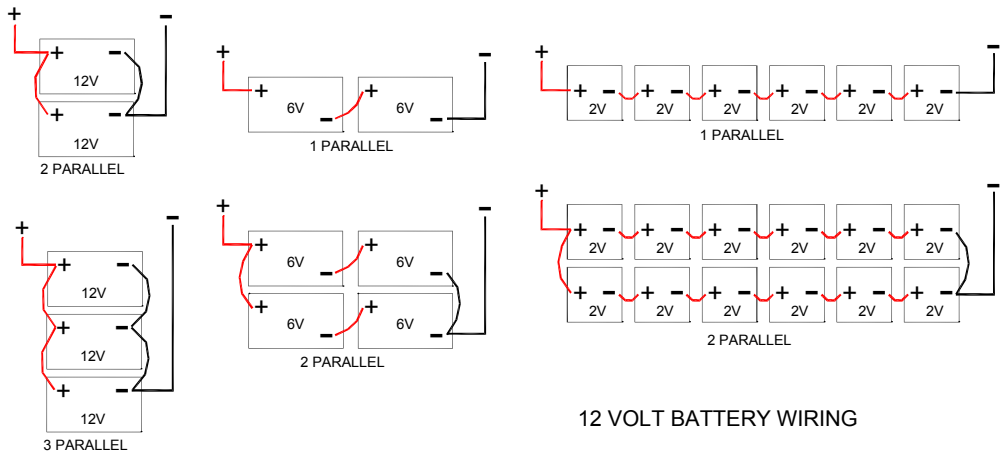 + -
+ -
12V
+ -
12V
2 PARALLEL
+ -
+ +
6V 6V
- -
1 PARALLEL
+ -
+ - + - + - + - + - + -
2V 2V 2V 2V 2V 2V
1 PARALLEL
+ -
+ -
12V
+ -
12V
+ -
12V
3 PARALLEL
+ -
+ +
6V 6V
- -
+ +
6V 6V
- -
2 PARALLEL
+ -
+ - + - + - + - + - + -
2V 2V 2V 2V 2V 2V
+ - + - + - + - + - + -
2V 2V 2V 2V 2V 2V
2 PARALLEL
12 VOLT BATTERY WIRING